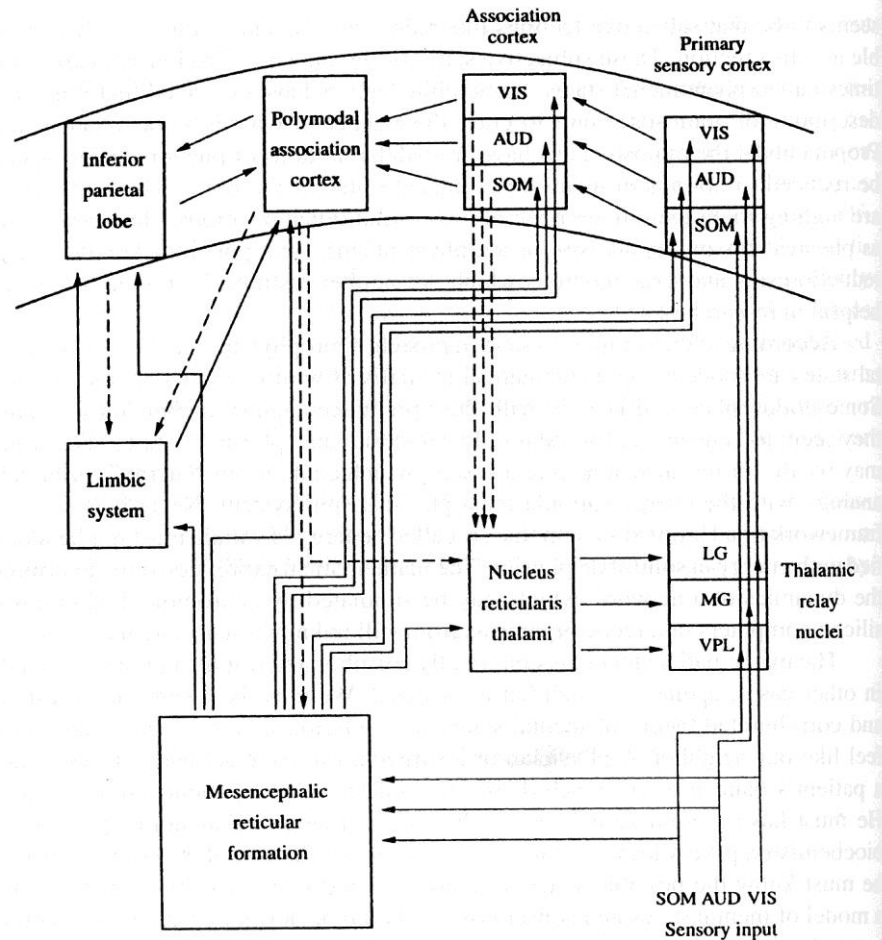 Association
cortex
Primary
sensory cortex
VIS
VIS
Polymodal
association
cortex
AUD
Inferior
parietal
lobe
AUD
SOM
SOM
Limbic
system
Nucleus
reticularis
thalami
LG
MG
VPL
Thalamic
relay
nuclei
Mesencephalic
reticular
formation
SOM AUD VIS
Sensory input